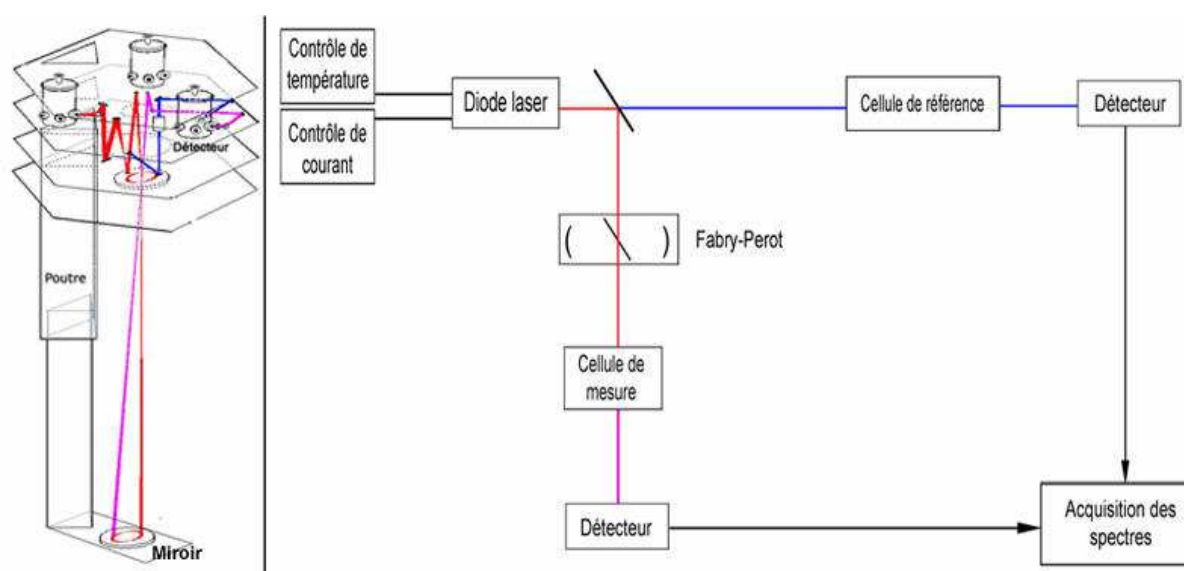 Détecteur
Poutre
Miroir
Contrôle de
température
Contrôle de
courant
Diode laser
Cellule de référence
Détecteur
( ) Fabry-Perot
Cellule de
mesure
Détecteur
Acquisition des
spectres